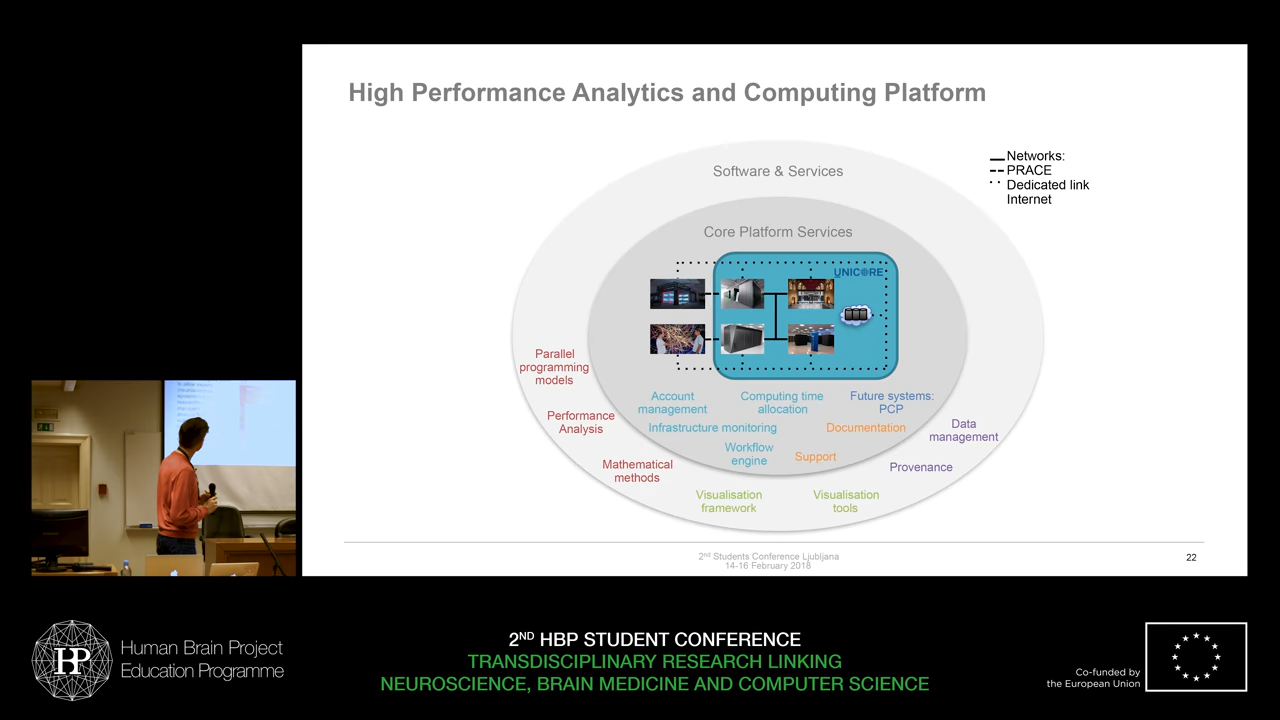 High Performance Analytics and Computing Platform
Software & Services
Networks:
PRACE
Dedicated link
Internet
Core Platform Services
UNICORE
Parallel
programming
models
Performance
Analysis
Mathematical
methods
Account
management
Computing time
allocation
Future systems:
PCP
Infrastructure monitoring
Documentation
Workflow
engine
Support
Data
management
Provenance
Visualisation
framework
Visualisation
tools
2nd Students Conference Ljubljana
14-16 February 2018
22
HBP
Human Brain Project
Education Programme
2ND HBP STUDENT CONFERENCE
TRANSDISCIPLINARY RESEARCH LINKING
NEUROSCIENCE, BRAIN MEDICINE AND COMPUTER SCIENCE
Co-funded by
the European Union